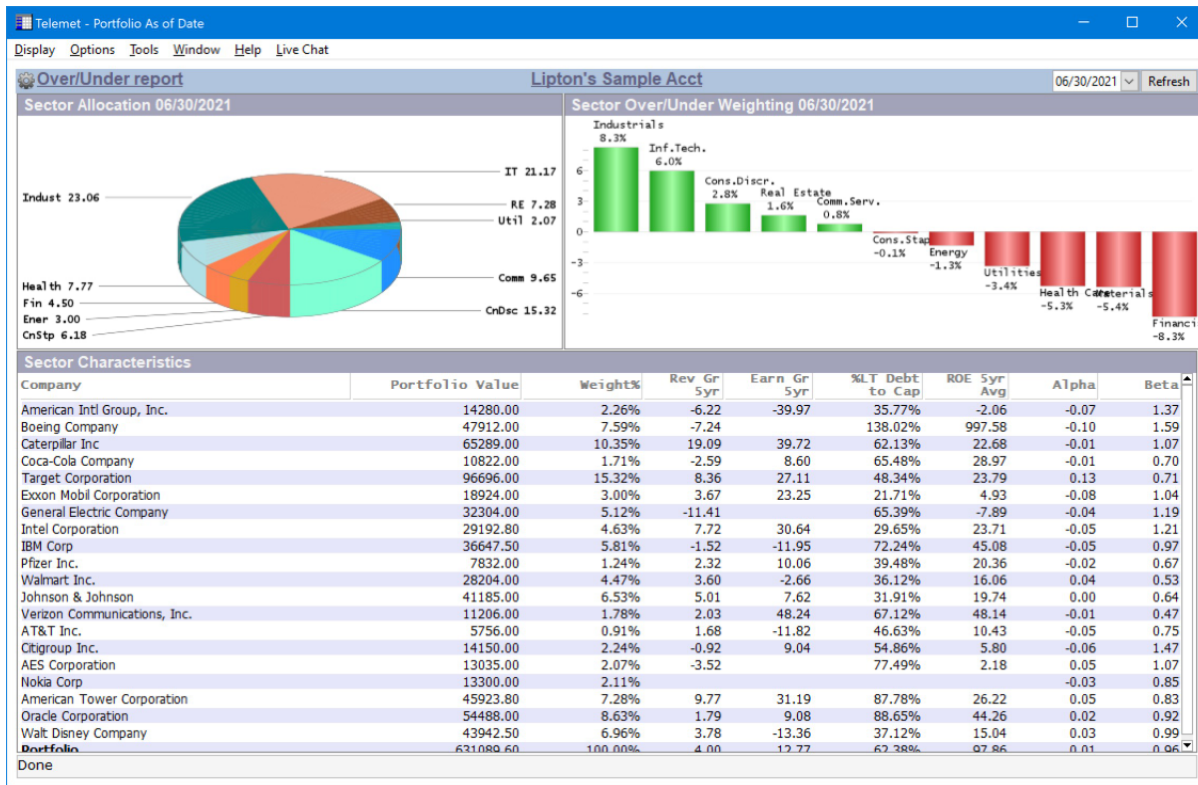 Telemet - Portfolio As of Date
Display Options Tools Window Help Live Chat
Over/Under report Lipton's Sample Acct 06/30/2021 Refresh
Sector Allocation 06/30/2021
IT 21.17
Indust 23.06
RE 7.28
Util 2.07
Comm 9.65
Health 7.77
Fin 4.50
CnDsc 15.32
Ener 3.00
CnStp 6.18
Sector Over/Under Weighting 06/30/2021
Industrials
8.3%
Inf.Tech.
6.0%
Cons.Discr.
2.8%
Real Estate
1.6%
Comm.Serv.
0.8%
6
3
0
-3
-6
Cons.Stap
-0.1%
Energy
-1.3%
Utilities
-3.4%
Health Care
-5.3%
Materials
-5.4%
Financi
-8.3%
Sector Characteristics
Company Portfolio Value Weight% Rev Gr 5yr Earn Gr 5yr %LT Debt to Cap ROE 5yr Avg Alpha Beta
American Intl Group, Inc. 14280.00 2.26% -6.22 -39.97 35.77% -2.06 -0.07 1.37
Boeing Company 47912.00 7.59% -7.24 138.02% 997.58 -0.10 1.59
Caterpillar Inc 65289.00 10.35% 19.09 39.72 62.13% 22.68 -0.01 1.07
Coca-Cola Company 10822.00 1.71% -2.59 8.60 65.48% 28.97 -0.01 0.70
Target Corporation 96696.00 15.32% 8.36 27.11 48.34% 23.79 0.13 0.71
Exxon Mobil Corporation 18924.00 3.00% 3.67 23.25 21.71% 4.93 -0.08 1.04
General Electric Company 32304.00 5.12% -11.41 65.39% -7.89 -0.04 1.19
Intel Corporation 29192.80 4.63% 7.72 30.64 29.65% 23.71 -0.05 1.21
IBM Corp 36647.50 5.81% -1.52 -11.95 72.24% 45.08 -0.05 0.97
Pfizer Inc. 7832.00 1.24% 2.32 10.06 39.48% 20.36 -0.02 0.67
Walmart Inc. 28204.00 4.47% 3.60 -2.66 36.12% 16.06 0.04 0.53
Johnson & Johnson 41185.00 6.53% 5.01 7.62 31.91% 19.74 0.00 0.64
Verizon Communications, Inc. 11206.00 1.78% 2.03 48.24 67.12% 48.14 -0.01 0.47
AT&T Inc. 5756.00 0.91% 1.68 -11.82 46.63% 10.43 -0.05 0.75
Citigroup Inc. 14150.00 2.24% -0.92 9.04 54.86% 5.80 -0.06 1.47
AES Corporation 13035.00 2.07% -3.52 77.49% 2.18 0.05 1.07
Nokia Corp 13300.00 2.11% -0.03 0.85
American Tower Corporation 45923.80 7.28% 9.77 31.19 87.78% 26.22 0.05 0.83
Oracle Corporation 54488.00 8.63% 1.79 9.08 88.65% 44.26 0.02 0.92
Walt Disney Company 43942.50 6.96% 3.78 -13.36 37.12% 15.04 0.03 0.99
Portfolio 631089.60 100.00% 4.00 12.77 62.38% 97.86 0.01 0.96
Done